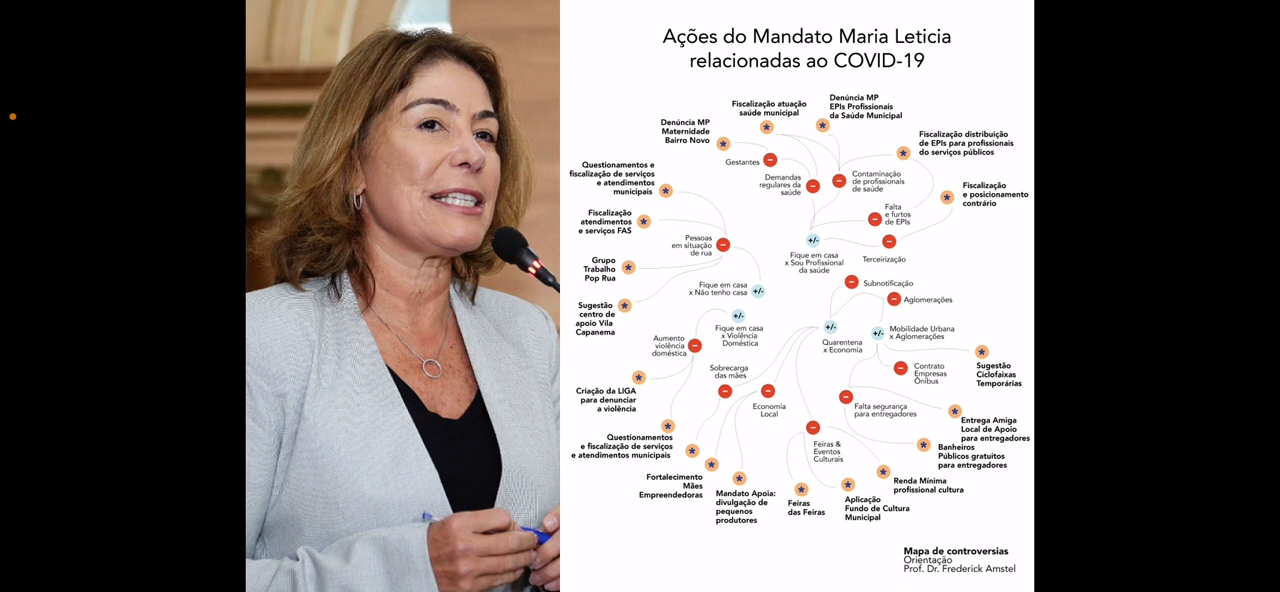 Ações do Mandato Maria Leticia
relacionadas ao COVID-19
Denúncia MP
EPIs Profissionais
da Saúde Municipal
Fiscalização atuação
saúde municipal
Denúncia MP
Maternidade
Bairro Novo
Fiscalização distribuição
de EPIs para profissionais
do serviços públicos
Gestantes
Questionamentos e
fiscalização de serviços
e atendimentos
municipais
Demandas
regulares da
saúde
Contaminação
de profissionais
de saúde
Fiscalização
e posicionamento
contrário
Fiscalização
atendimentos
e serviços FAS
Falta
e furtos
de EPIs
Pessoas
em situação
de rua
Fique em casa
x Sou Profissional
da saúde
Terceirização
Grupo
Trabalho
Pop Rua
Fique em casa
x Não tenho casa
Subnotificação
Aglomerações
Sugestão
centro de
apoio Vila
Capanema
Fique em casa
x Violência
Doméstica
Quarentena
x Economia
Mobilidade Urbana
x Aglomerações
Aumento
violência
doméstica
Sobrecarga
das mães
Contrato
Empresas
Ônibus
Sugestão
Ciclofaixas
Temporárias
Criação da LIGA
para denunciar
a violência
Economia
Local
Falta segurança
para entregadores
Entrega Amiga
Local de Apoio
para entregadores
Questionamentos
e fiscalização de serviços
e atendimentos municipais
Feiras &
Eventos
Culturais
Banheiros
Públicos gratuitos
para entregadores
Fortalecimento
Mães
Empreendedoras
Mandato Apoia:
divulgação de
pequenos
produtores
Feiras
das Feiras
Aplicação
Fundo de Cultura
Municipal
Renda Mínima
profissional cultura
Mapa de controversias
Orientação
Prof. Dr. Frederick Amstel